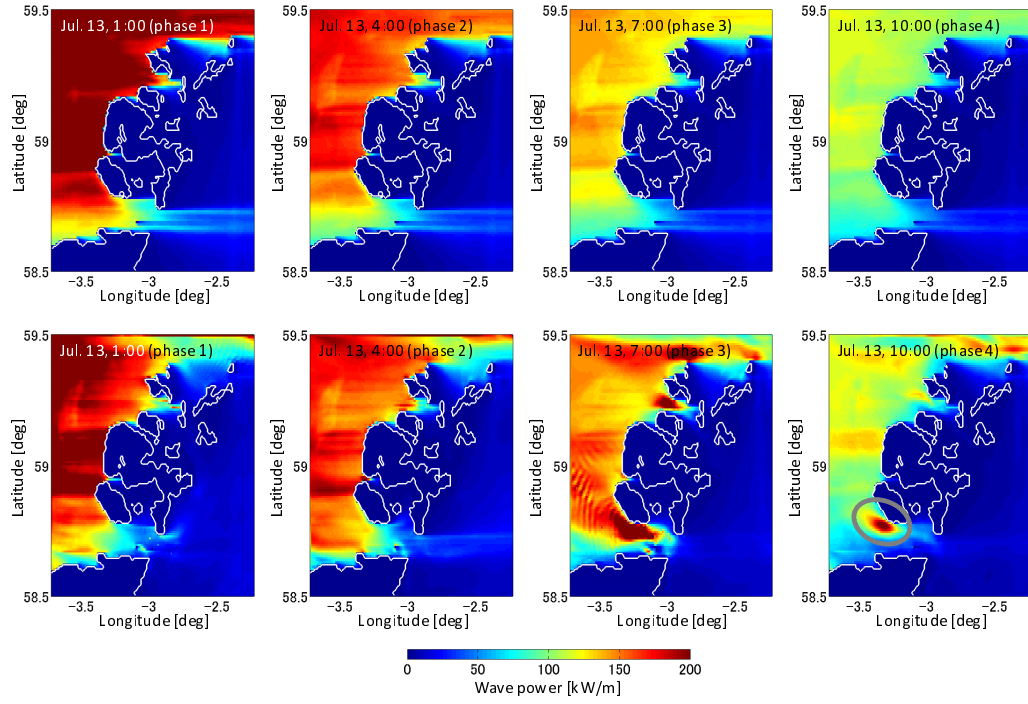 59.5 59.5 59.5 59.5
Jul. 13, 1:00 (phase 1) Jul. 13, 4:00 (phase 2) Jul. 13, 7:00 (phase 3) Jul. 13, 10:00 (phase 4)
Latitude [deg] Latitude [deg] Latitude [deg] Latitude [deg]
59 59 59 59
58.5 58.5 58.5 58.5
−3.5 −3 −2.5 −3.5 −3 −2.5 −3.5 −3 −2.5 −3.5 −3 −2.5
Longitude [deg] Longitude [deg] Longitude [deg] Longitude [deg]
59.5 59.5 59.5 59.5
Jul. 13, 1:00 (phase 1) Jul. 13, 4:00 (phase 2) Jul. 13, 7:00 (phase 3) Jul. 13, 10:00 (phase 4)
Latitude [deg] Latitude [deg] Latitude [deg] Latitude [deg]
59 59 59 59
58.5 58.5 58.5 58.5
−3.5 −3 −2.5 −3.5 −3 −2.5 −3.5 −3 −2.5 −3.5 −3 −2.5
Longitude [deg] Longitude [deg] Longitude [deg] Longitude [deg]
0 50 100 150 200
Wave power [kW/m]